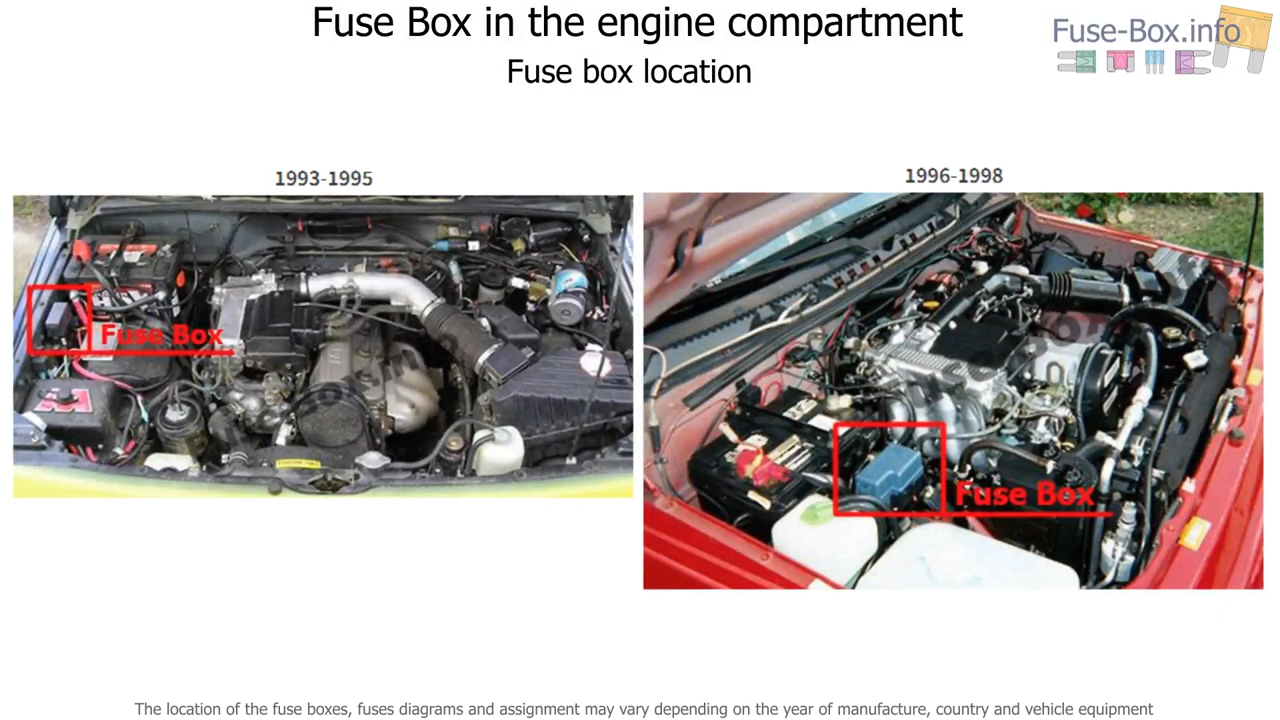 Fuse Box in the engine compartment
Fuse box location
Fuse-Box.info
1993-1995
1996-1998
Fuse Box
Fuse Box
The location of the fuse boxes, fuses diagrams and assignment may vary depending on the year of manufacture, country and vehicle equipment